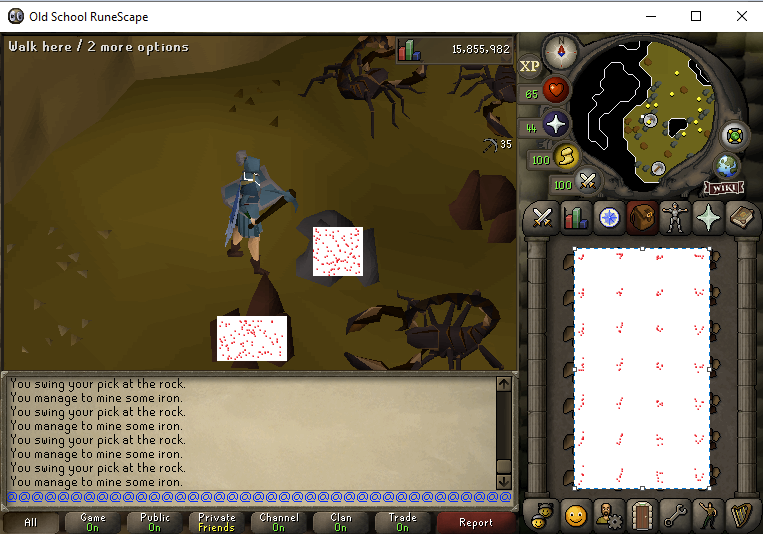 Old School RuneScape
Walk here / 2 more options
15,855,982
XP
65
35
44
100
WIKI
100
You swing your pick at the rock.
You manage to mine some iron.
You swing your pick at the rock.
You manage to mine some iron.
You swing your pick at the rock.
You manage to mine some iron.
You swing your pick at the rock.
You manage to mine some iron.
@@@@@@@@@@@@@@@@@@@@@@@@@@@@@@@@@@@@@@@@
All
Game
On
Public
On
Private
Friends
Channel
On
Clan
On
Trade
On
Report